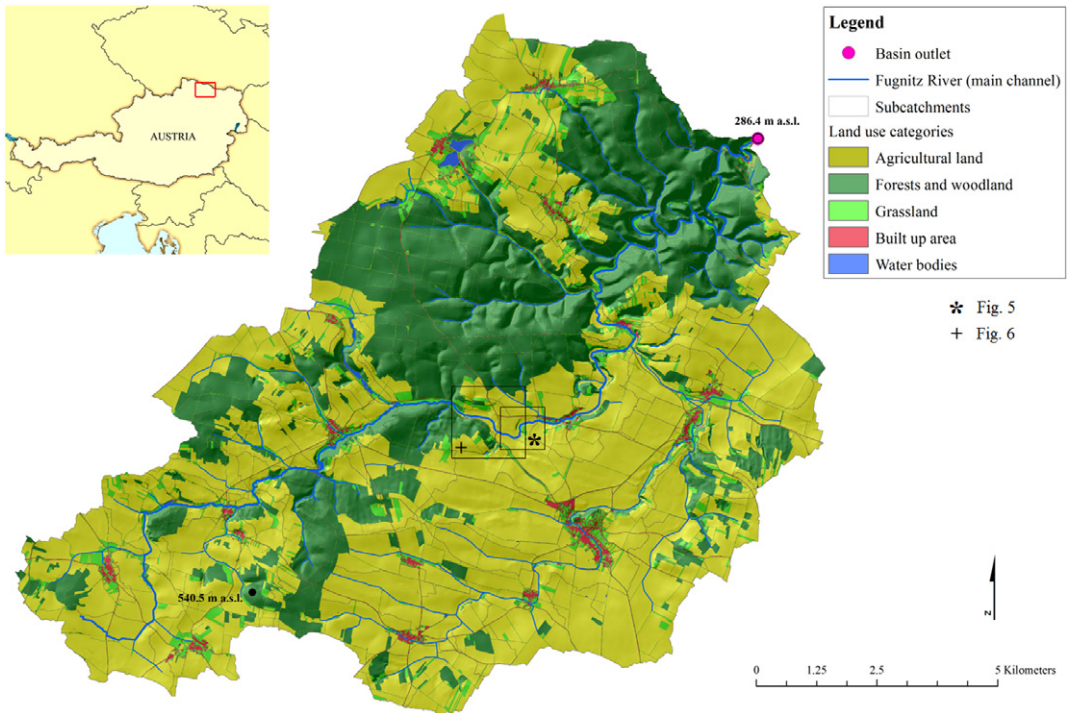 AUSTRIA
286.4 m a.s.l.
540.5 m a.s.l.
Legend
Basin outlet
Fugnitz River (main channel)
Subcatchments
Land use categories
Agricultural land
Forests and woodland
Grassland
Built up area
Water bodies
* Fig. 5
+ Fig. 6
*
+
N
0 1.25 2.5 5 Kilometers